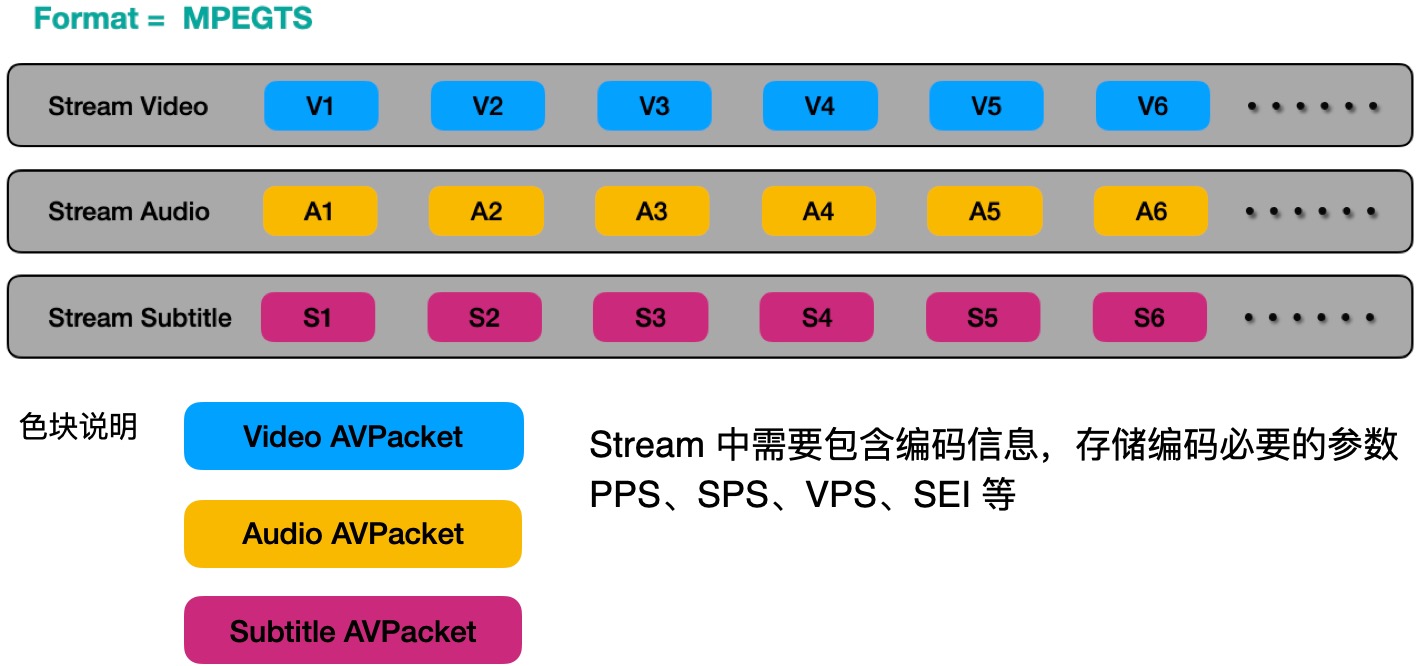 Format = MPEGTS
Stream Video V1 V2 V3 V4 V5 V6 ······
Stream Audio A1 A2 A3 A4 A5 A6 ······
Stream Subtitle S1 S2 S3 S4 S5 S6 ······
色块说明
Video AVPacket
Audio AVPacket
Subtitle AVPacket
Stream 中需要包含编码信息，存储编码必要的参数
PPS、SPS、VPS、SEI 等